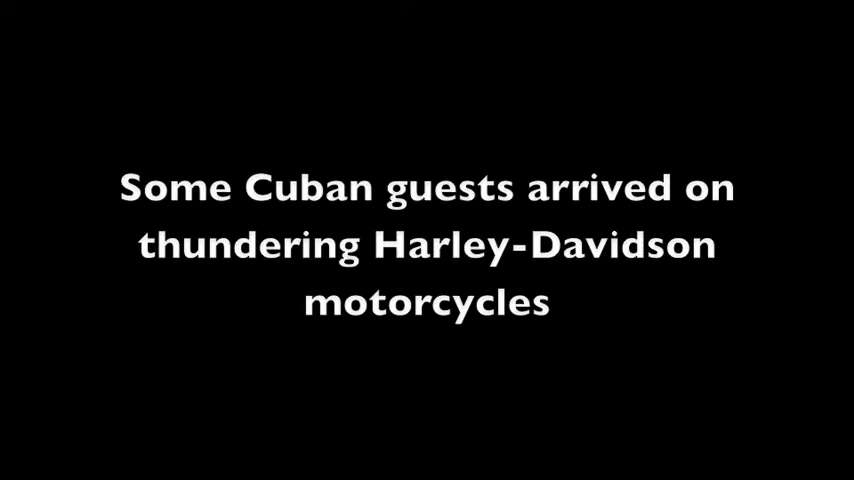 Some Cuban guests arrived on
thundering Harley-Davidson
motorcycles